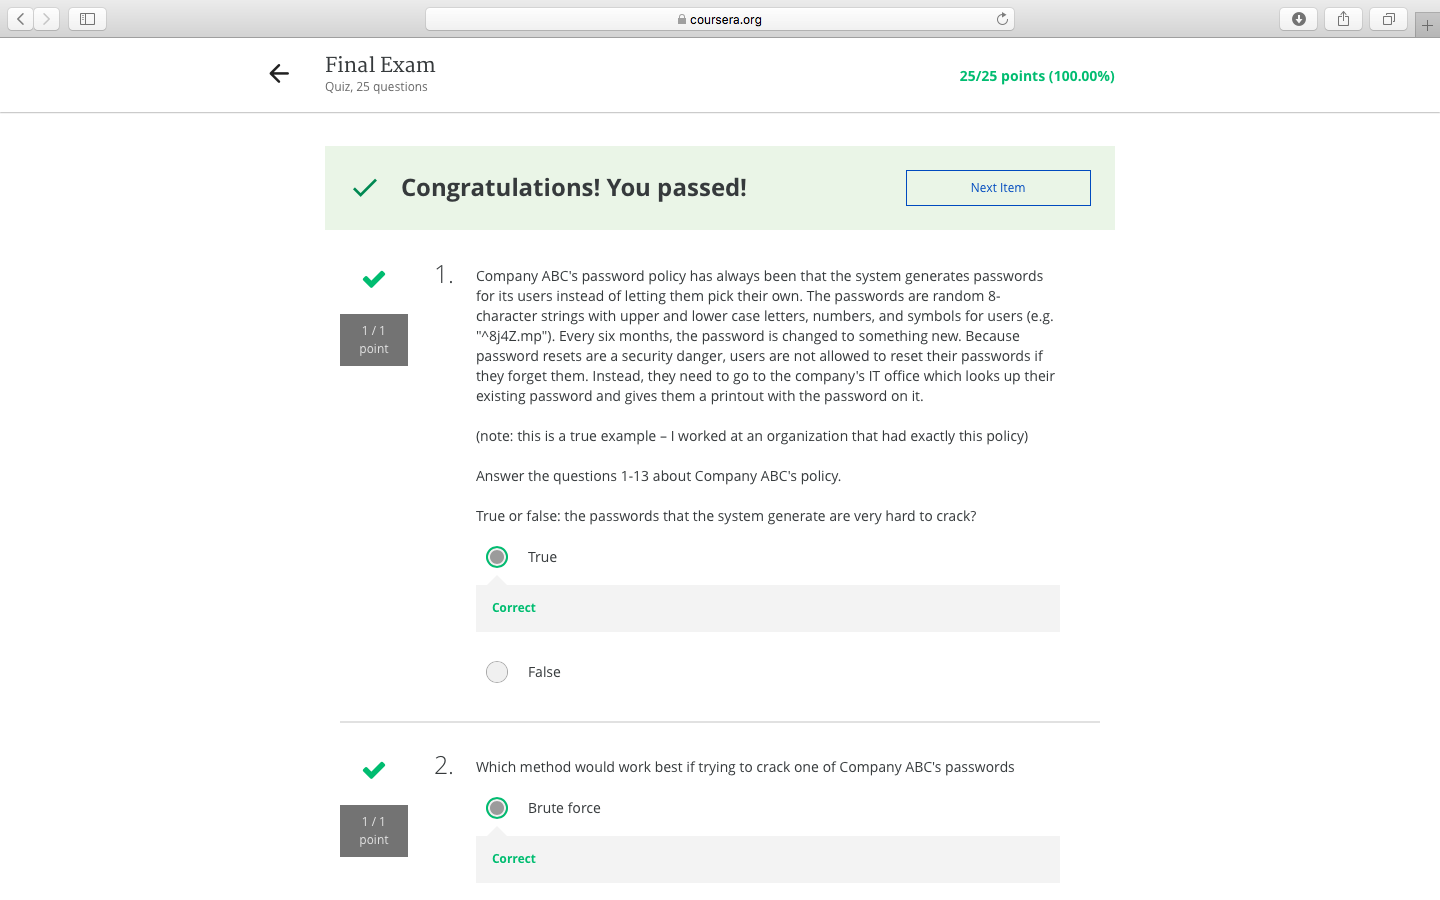 coursera.org
Final Exam
Quiz, 25 questions
25/25 points (100.00%)
Congratulations! You passed!
Next Item
1 / 1
point
1.
Company ABC's password policy has always been that the system generates passwords
for its users instead of letting them pick their own. The passwords are random 8-
character strings with upper and lower case letters, numbers, and symbols for users (e.g.
"^8j4Z.mp"). Every six months, the password is changed to something new. Because
password resets are a security danger, users are not allowed to reset their passwords if
they forget them. Instead, they need to go to the company's IT office which looks up their
existing password and gives them a printout with the password on it.
(note: this is a true example – I worked at an organization that had exactly this policy)
Answer the questions 1-13 about Company ABC's policy.
True or false: the passwords that the system generate are very hard to crack?
True
Correct
False
1 / 1
point
2.
Which method would work best if trying to crack one of Company ABC's passwords
Brute force
Correct